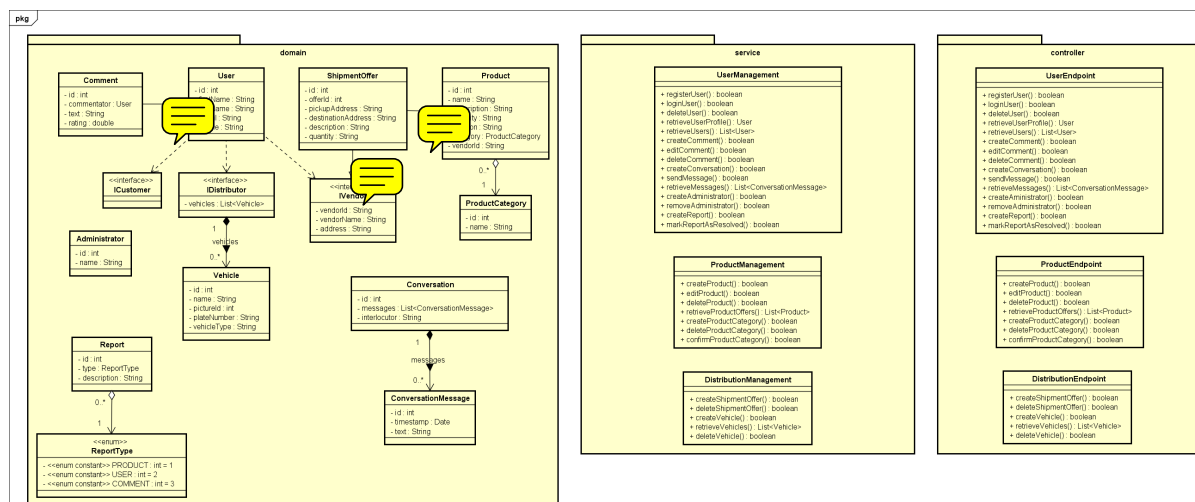 pkg
domain
Comment
- id : int
- commentator : User
- text : String
- rating : double
User
- id : int
Name : String
Name : String
: String
: String
ShipmentOffer
- id : int
- offerId : int
- pickupAddress : String
- destinationAddress : String
- description : String
- quantity : String
Product
- id : int
- name : String
: String
: String
: String
: ProductCategory
- vendorId : String
<<interface>>
ICustomer
<<interface>>
IDistributor
- vehicles : List<Vehicle>
IVendor
- vendorId : String
- vendorName : String
- address : String
0..*
1
ProductCategory
- id : int
- name : String
Administrator
- id : int
- name : String
1
vehicles
0..*
Vehicle
- id : int
- name : String
- pictureId : int
- plateNumber : String
- vehicleType : String
Conversation
- id : int
- messages : List<ConversationMessage>
- interlocutor : String
1
messages
0..*
ConversationMessage
- id : int
- timestamp : Date
- text : String
Report
- id : int
- type : ReportType
- description : String
0..*
1
<<enum>>
ReportType
- <<enum constant>> PRODUCT : int = 1
- <<enum constant>> USER : int = 2
- <<enum constant>> COMMENT : int = 3
service
UserManagement
+ registerUser() : boolean
+ loginUser() : boolean
+ deleteUser() : boolean
+ retrieveUserProfile() : User
+ retrieveUsers() : List<User>
+ createComment() : boolean
+ editComment() : boolean
+ deleteComment() : boolean
+ createConversation() : boolean
+ sendMessage() : boolean
+ retrieveMessages() : List<ConversationMessage>
+ createAdministrator() : boolean
+ removeAdministrator() : boolean
+ createReport() : boolean
+ markReportAsResolved() : boolean
ProductManagement
+ createProduct() : boolean
+ editProduct() : boolean
+ deleteProduct() : boolean
+ retrieveProductOffers() : List<Product>
+ createProductCategory() : boolean
+ deleteProductCategory() : boolean
+ confirmProductCategory() : boolean
DistributionManagement
+ createShipmentOffer() : boolean
+ deleteShipmentOffer() : boolean
+ createVehicle() : boolean
+ retrieveVehicles() : List<Vehicle>
+ deleteVehicle() : boolean
controller
UserEndpoint
+ registerUser() : boolean
+ loginUser() : boolean
+ deleteUser() : boolean
+ retrieveUserProfile() : User
+ retrieveUsers() : List<User>
+ createComment() : boolean
+ editComment() : boolean
+ deleteComment() : boolean
+ createConversation() : boolean
+ sendMessage() : boolean
+ retrieveMessages() : List<ConversationMessage>
+ createAministrator() : boolean
+ removeAdministrator() : boolean
+ createReport() : boolean
+ markReportAsResolved() : boolean
ProductEndpoint
+ createProduct() : boolean
+ editProduct() : boolean
+ deleteProduct() : boolean
+ retrieveProductOffers() : List<Product>
+ createProductCategory() : boolean
+ deleteProductCategory() : boolean
+ confirmProductCategory() : boolean
DistributionEndpoint
+ createShipmentOffer() : boolean
+ deleteShipmentOffer() : boolean
+ createVehicle() : boolean
+ retrieveVehicles() : List<Vehicle>
+ deleteVehicle() : boolean